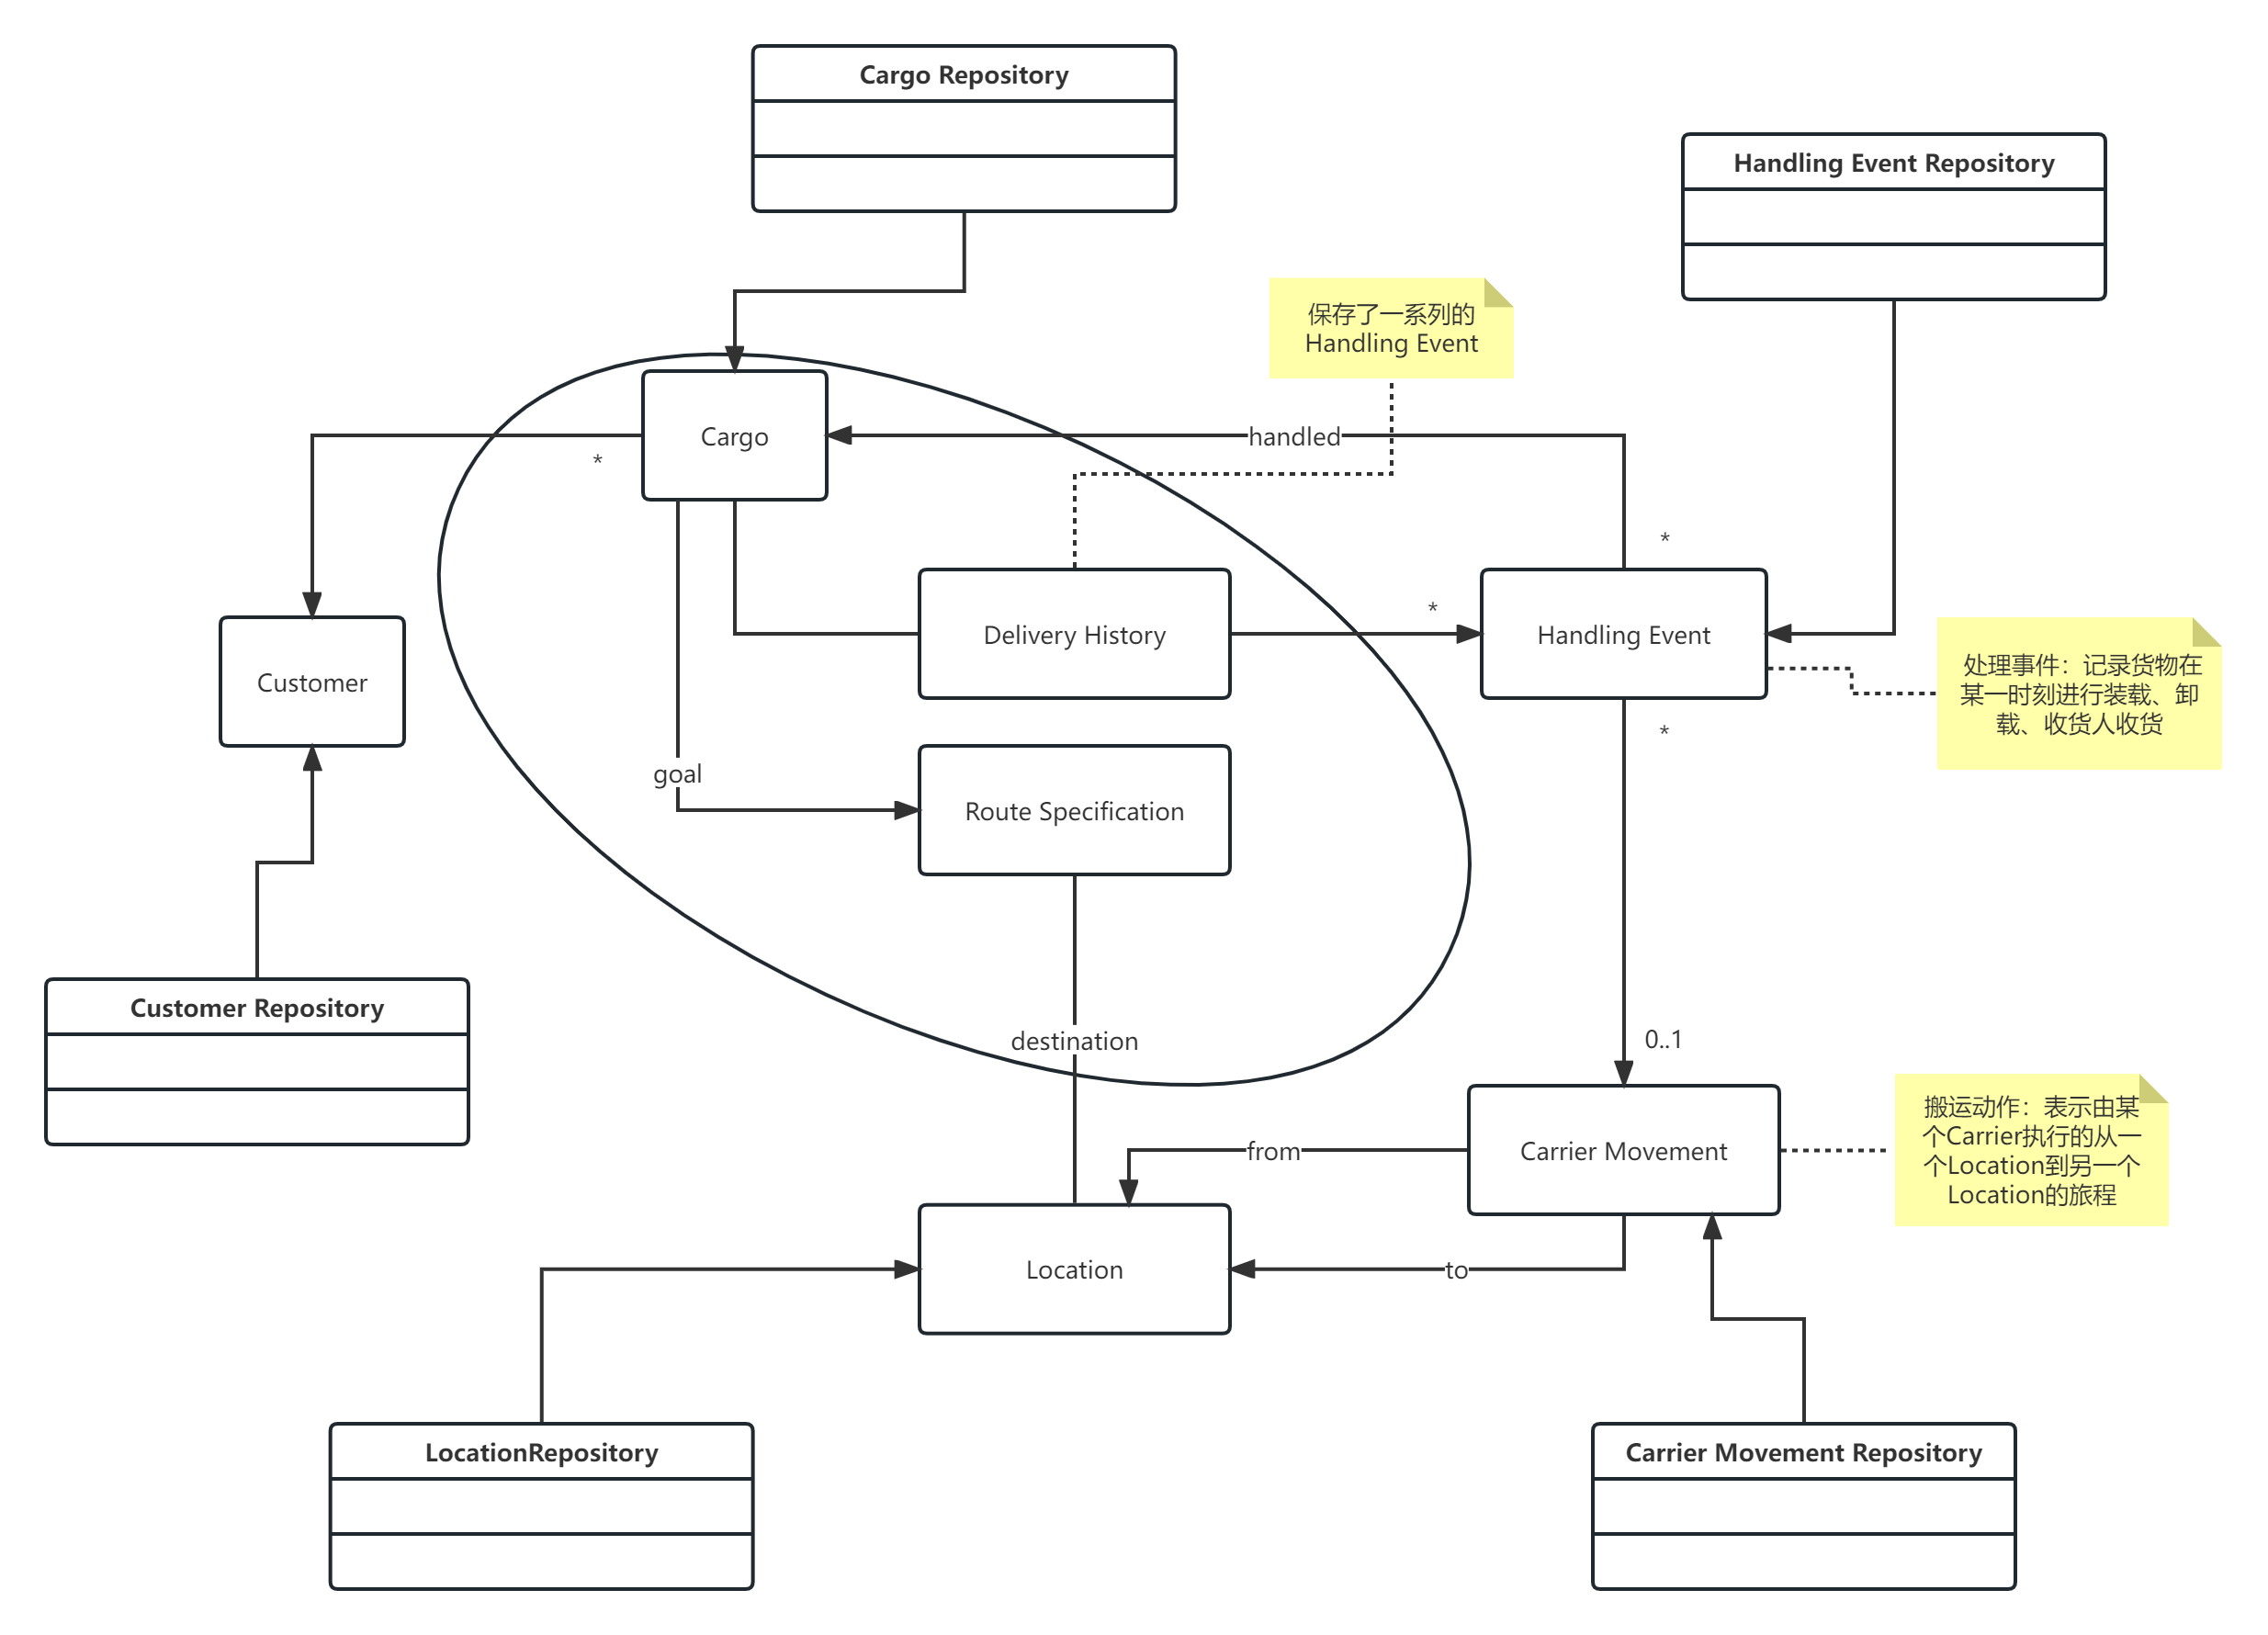 Cargo Repository
Handling Event Repository
保存了一系列的
Handling Event
Cargo
handled
*
*
*
Delivery History
Handling Event
Customer
处理事件：记录货物在
某一时刻进行装载、卸
载、收货人收货
*
goal
Route Specification
Customer Repository
destination
0..1
搬运动作：表示由某
个Carrier执行的从一
个Location到另一个
Location的旅程
from
Carrier Movement
Location
to
LocationRepository
Carrier Movement Repository